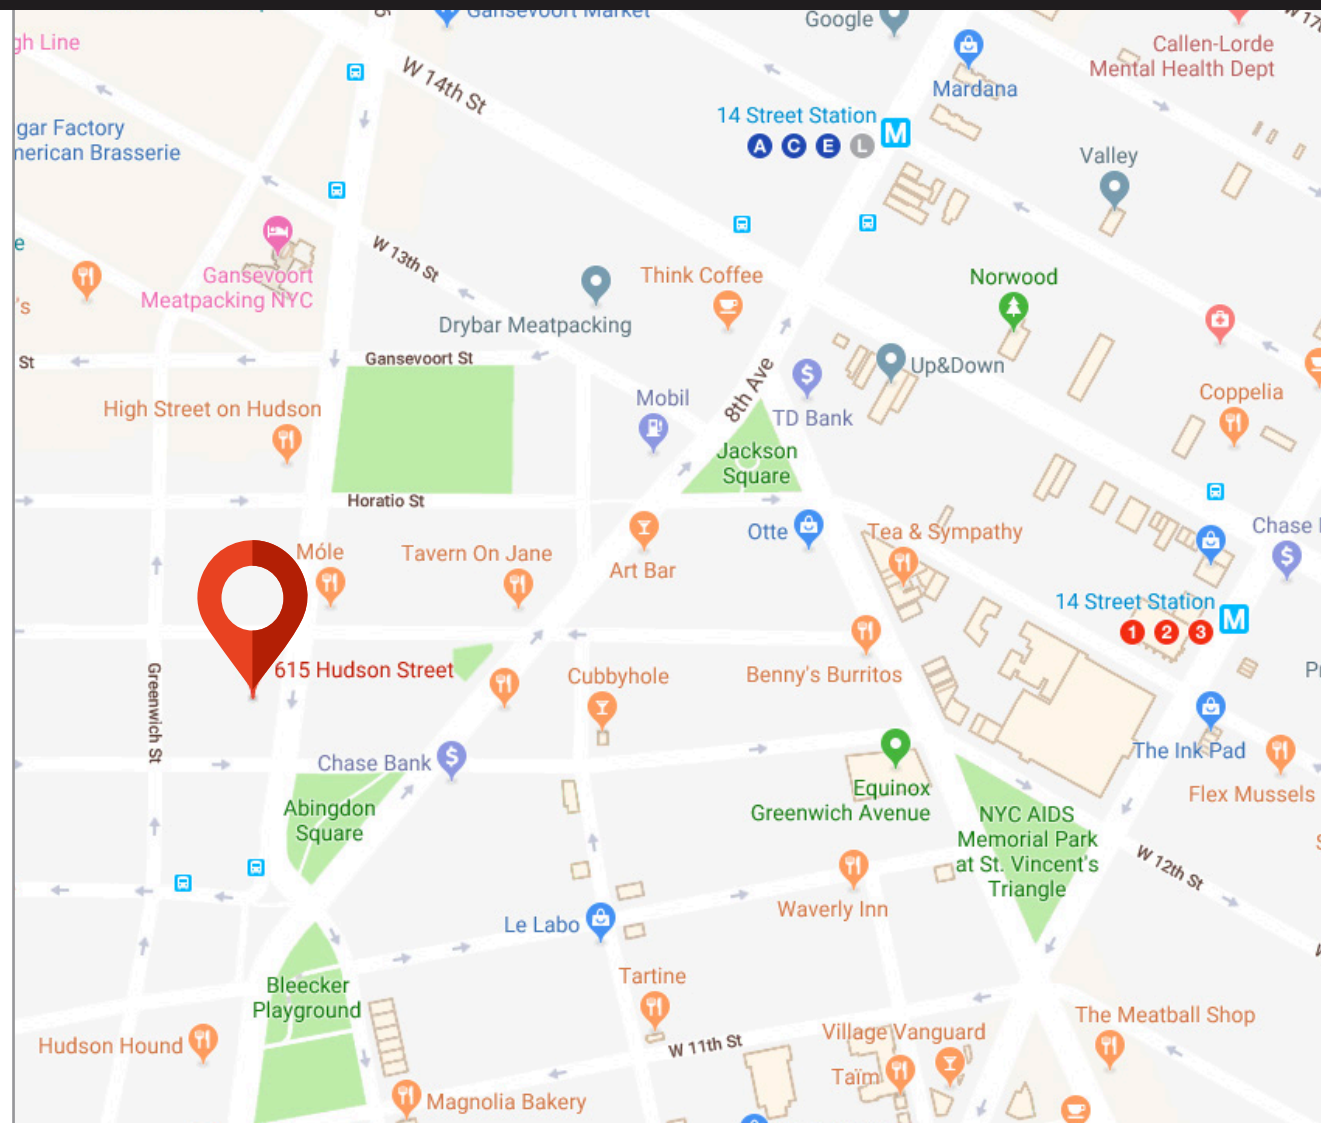 Gansevoort Market
Google
W 17
gh Line
Callen-Lorde
Mental Health Dept
W 14th St
Mardana
14 Street Station
A C E L
M
gar Factory
merican Brasserie
Valley
e
W 13th St
Gansevoort
Meatpacking NYC
Think Coffee
Norwood
's
Drybar Meatpacking
St
Gansevoort St
8th Ave
Up&Down
TD Bank
Mobil
Coppelia
High Street on Hudson
Jackson
Square
Horatio St
Otte
Tea & Sympathy
Chase
Móle
Tavern On Jane
Art Bar
14 Street Station
1 2 3
M
615 Hudson Street
Greenwich St
Cubbyhole
Benny's Burritos
Chase Bank
The Ink Pad
Equinox
Greenwich Avenue
Flex Mussels
Abingdon
Square
NYC AIDS
Memorial Park
at St. Vincent's
Triangle
W 12th St
Waverly Inn
Le Labo
Tartine
Bleecker
Playground
The Meatball Shop
Hudson Hound
W 11th St
Village Vanguard
Taïm
Magnolia Bakery